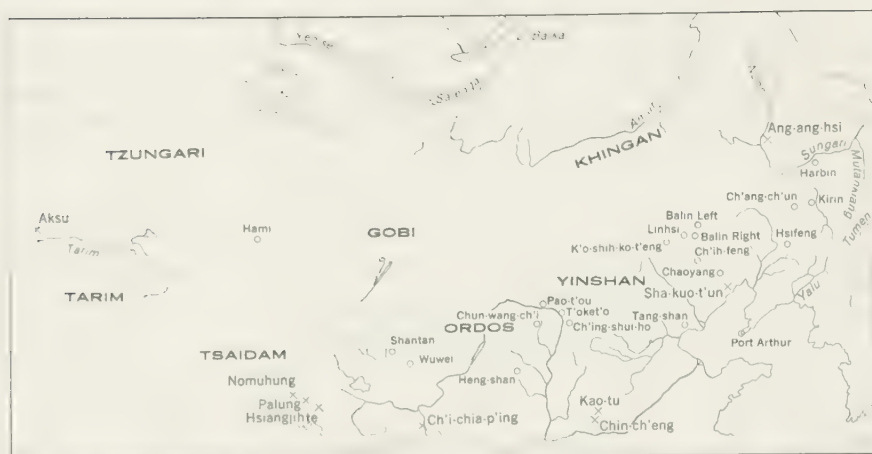 Ang-ang-hsi
KHINGAN
Sungari
Harbin
TZUNGARI
Mutankiang
Ch'ang-ch'un
Kirin
Aksu
Hami
GOBI
Balin Left
Linhsi
Balin Right
Hsifeng
Tumen
Tarim
K'o-shih-ko-t'eng
Ch'ih-feng
TARIM
YINSHAN
Chaoyang
Sha-kuo-t'un
Yalu
Pao-t'ou
Chun-wang-ch'i
T'oket'o
ORDOS
Ch'ing-shui-ho
Tang-shan
Port Arthur
Shantan
TSAIDAM
Wuwei
Nomuhung
Heng-shan
Palung
Hsiangjihte
Kao-tu
Ch'i-chia-p'ing
Chin-ch'eng